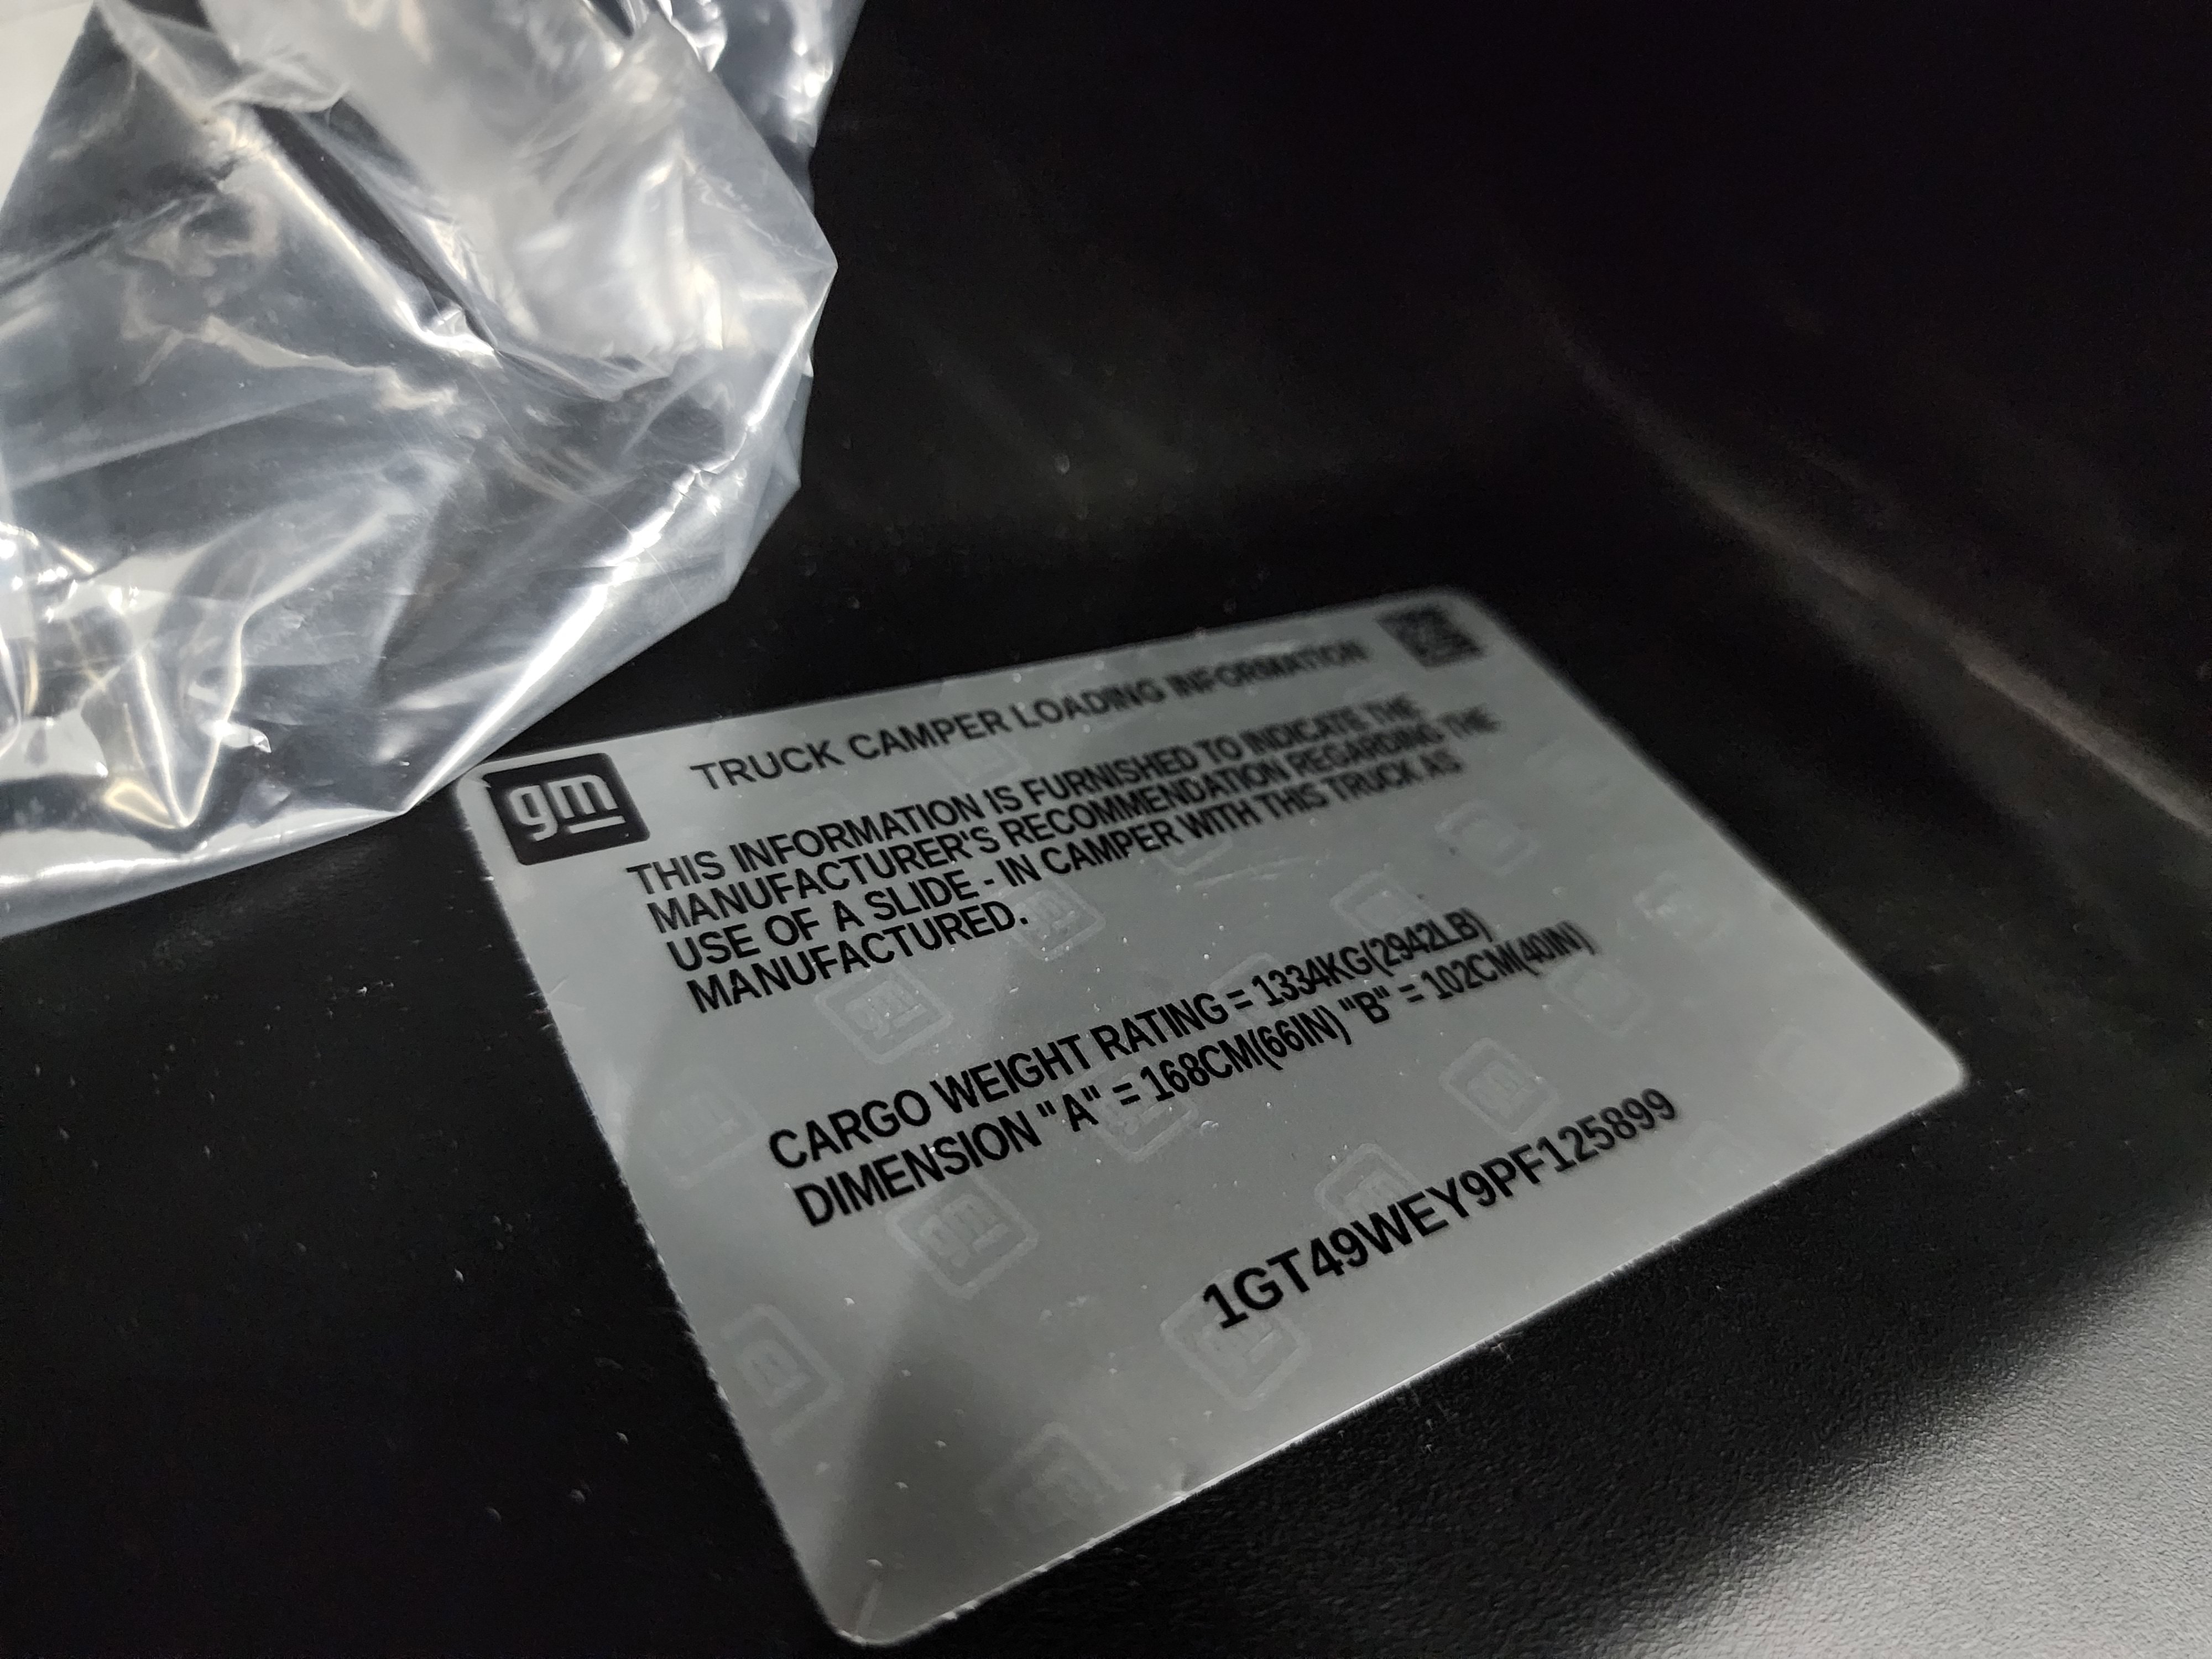 gm
TRUCK CAMPER LOADING INFORMATION
THIS INFORMATION IS FURNISHED TO INDICATE THE
MANUFACTURER'S RECOMMENDATION REGARDING THE
USE OF A SLIDE - IN CAMPER WITH THIS TRUCK AS
MANUFACTURED.
CARGO WEIGHT RATING = 1334KG(2942LB)
DIMENSION "A" = 168CM(66IN) "B" = 102CM(40IN)
1GT49WEY9PF125899